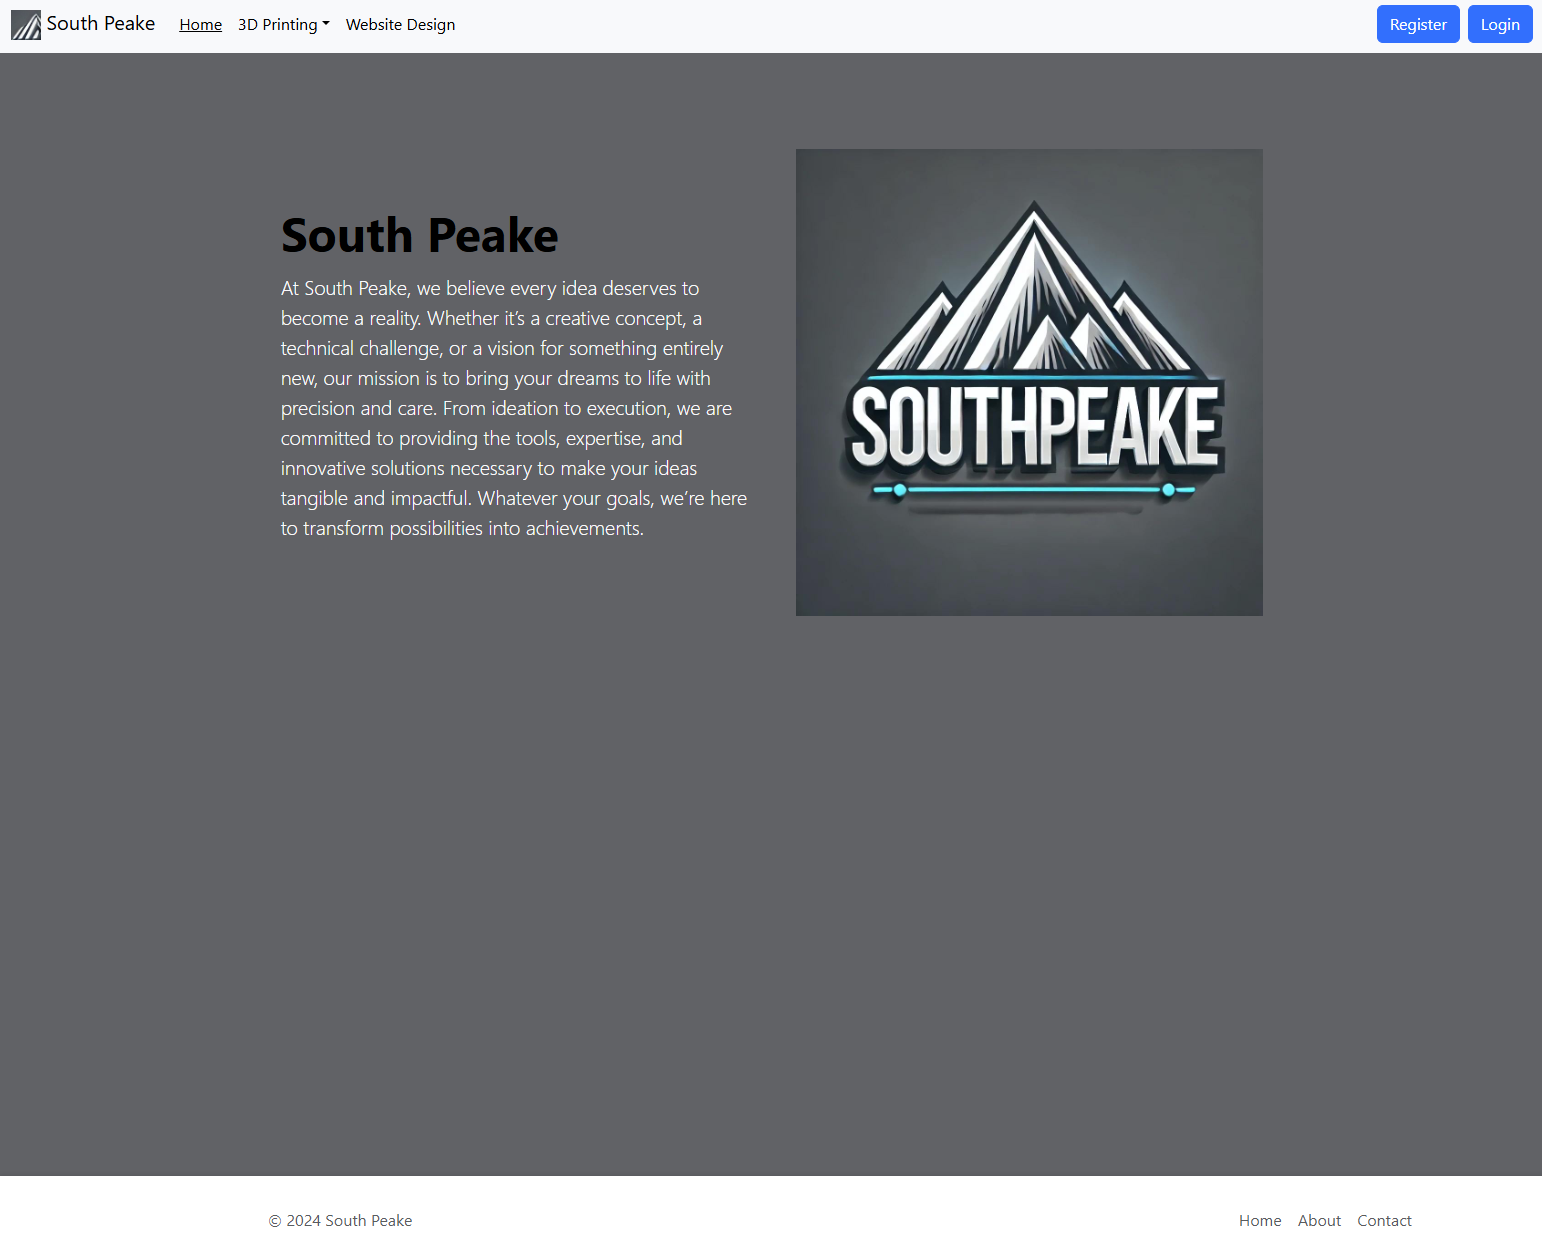 South Peake Home 3D Printing Website Design Register Login
South Peake
At South Peake, we believe every idea deserves to
become a reality. Whether it’s a creative concept, a
technical challenge, or a vision for something entirely
new, our mission is to bring your dreams to life with
precision and care. From ideation to execution, we are
committed to providing the tools, expertise, and
innovative solutions necessary to make your ideas
tangible and impactful. Whatever your goals, we’re here
to transform possibilities into achievements.
SOUTHPEAKE
© 2024 South Peake Home About Contact